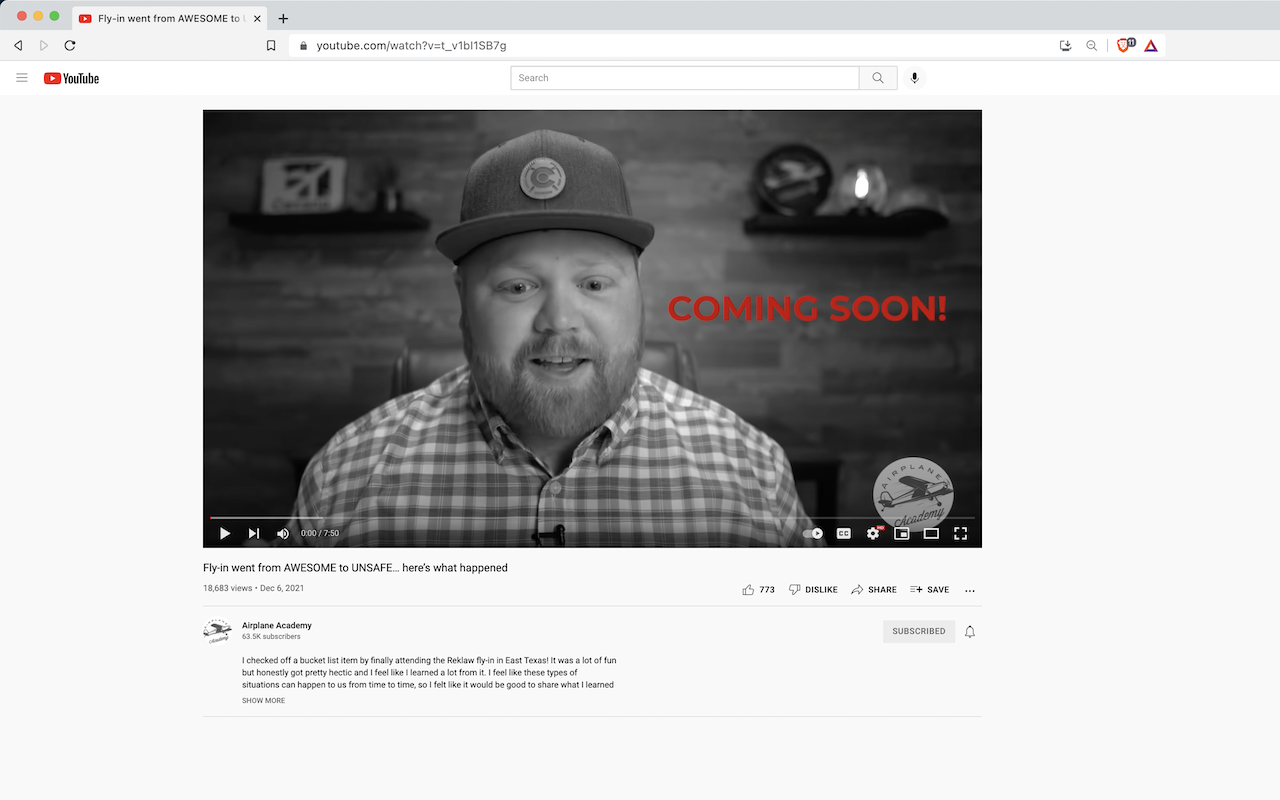 Fly-in went from AWESOME to
youtube.com/watch?v=t_v1bI1SB7g
11
YouTube
Search
COMING SOON!
AIRPLANE
Academy
0:00 / 7:50
CC
HD
Fly-in went from AWESOME to UNSAFE... here's what happened
18,683 views • Dec 6, 2021
773
DISLIKE
SHARE
SAVE
Airplane Academy
63.5K subscribers
SUBSCRIBED
I checked off a bucket list item by finally attending the Reklaw fly-in in East Texas! It was a lot of fun
but honestly got pretty hectic and I feel like I learned a lot from it. I feel like these types of
situations can happen to us from time to time, so I felt like it would be good to share what I learned
SHOW MORE